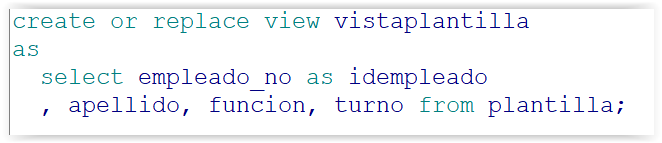 create or replace view vistaplantilla
as
select empleado_no as idempleado
, apellido, funcion, turno from plantilla;